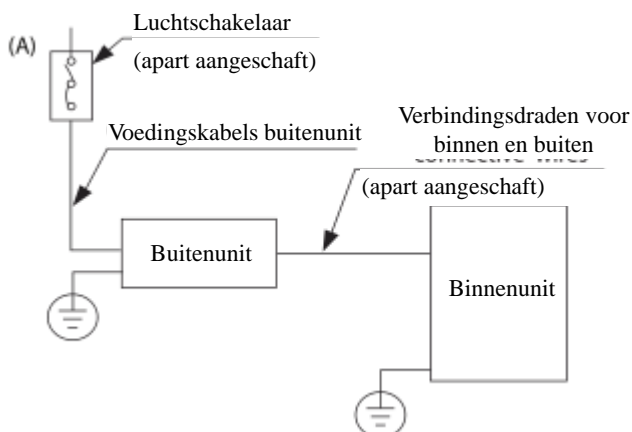 Luchtschakelaar
(A)
(apart aangeschaft)
Voedingskabels buitenunit
Verbindingsdraden voor
binnen en buiten
connective wires
(apart aangeschaft)
Buitenunit
Binnenunit